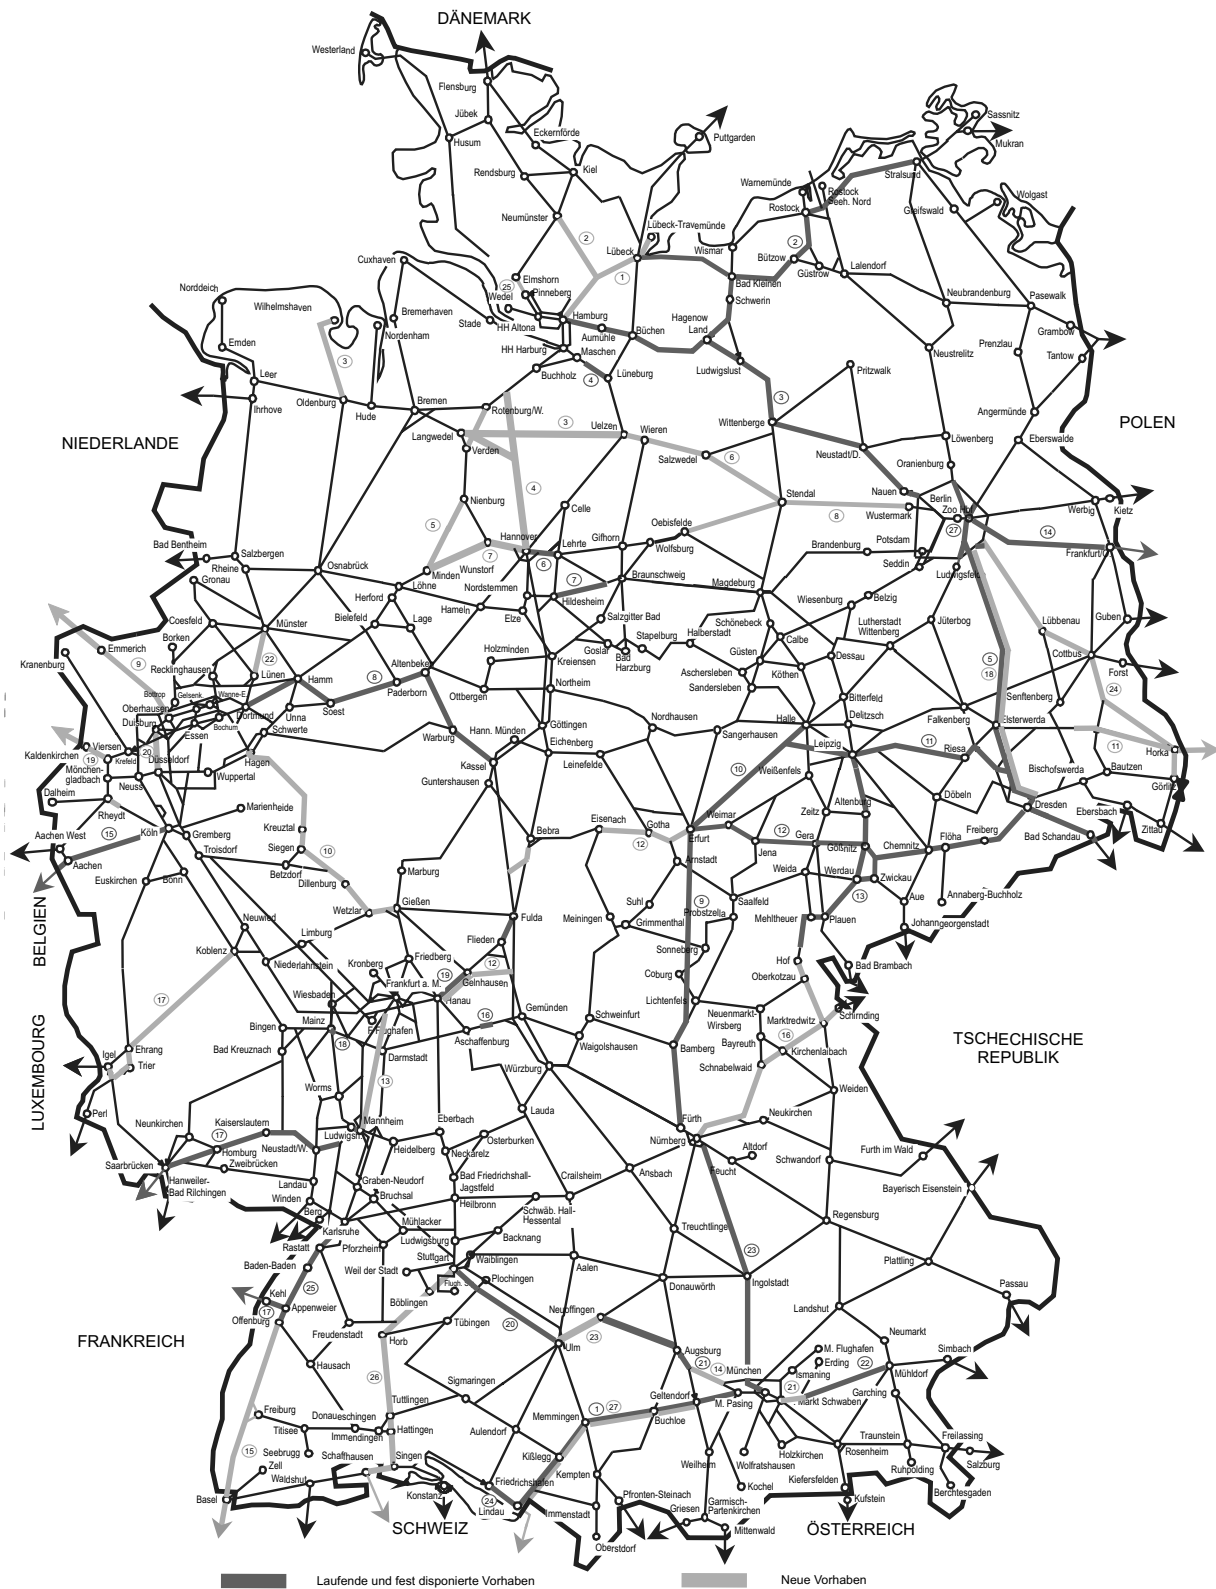 DÄNEMARK
Westerland
Flensburg
Jübek
Husum
Eckernförde
Rendsburg
Kiel
Neumünster
Puttgarden
Sassnitz
Mukran
Stralsund
Warnemünde
Rostock
Rostock
Seeh. Nord
Wolgast
Greifswald
Lübeck-Travemünde
Lübeck
Wismar
Bützow
Bad Kleinen
Güstrow
Lalendorf
Cuxhaven
Elmshorn
Pinneberg
Wedel
Norddeich
Wilhelmshaven
Bremerhaven
Nordenham
Stade
HH Altona
Hamburg
Aumühle
HH Harburg
Maschen
Büchen
Hagenow
Land
Schwerin
Neubrandenburg
Pasewalk
Grambow
Prenzlau
Tantow
Emden
Leer
Ihrhove
Oldenburg
Hude
Bremen
Buchholz
Lüneburg
Ludwigslust
Neustrelitz
Pritzwalk
Rotenburg/W.
Langwedel
Verden
Uelzen
Wieren
Salzwedel
Wittenberge
Neustadt/D.
Angermünde
Löwenberg
Eberswalde
Oranienburg
POLEN
NIEDERLANDE
Nienburg
Celle
Stendal
Nauen
Berlin
Wustermark
Zoo Hbf
Werbig
Kietz
Hannover
Lehrte
Gifhorn
Oebisfelde
Wolfsburg
Brandenburg
Potsdam
Seddin
Ludwigsfelde
Frankfurt/O.
Bad Bentheim
Salzbergen
Rheine
Gronau
Osnabrück
Löhne
Minden
Wunstorf
Nordstemmen
Hildesheim
Braunschweig
Magdeburg
Herford
Bielefeld
Lage
Hameln
Elze
Salzgitter Bad
Stapelburg
Halberstadt
Goslar
Bad
Harzburg
Schönebeck
Calbe
Wiesenburg
Belzig
Lutherstadt
Wittenberg
Jüterbog
Lübbenau
Guben
Cottbus
Forst
Coesfeld
Borken
Münster
Emmerich
Kranenburg
Recklinghausen
Lünen
Hamm
Altenbeken
Paderborn
Holzminden
Ottbergen
Kreiensen
Northeim
Güsten
Aschersleben
Sandersleben
Köthen
Dessau
Bitterfeld
Delitzsch
Senftenberg
Falkenberg
Elsterwerda
Bottrop
Gelsenk.
Wanne-E.
Oberhausen
Duisburg
Essen
Bochum
Dortmund
Unna
Schwerte
Soest
Warburg
Hann. Münden
Göttingen
Eichenberg
Nordhausen
Sangerhausen
Halle
Leipzig
Riesa
Horka
Viersen
Kaldenkirchen
Krefeld
Düsseldorf
Mönchen-
gladbach
Neuss
Wuppertal
Hagen
Kassel
Guntershausen
Leinefelde
Weißenfels
Bischofswerda
Bautzen
Görlitz
Dalheim
Rheydt
Köln
Gremberg
Troisdorf
Marienheide
Kreuztal
Siegen
Betzdorf
Dillenburg
Bebra
Eisenach
Gotha
Erfurt
Arnstadt
Weimar
Jena
Zeitz
Gera
Gößnitz
Altenburg
Döbeln
Dresden
Freiberg
Flöha
Chemnitz
Bad Schandau
Ebersbach
Zittau
Aachen West
Aachen
Euskirchen
Bonn
Marburg
Wetzlar
Gießen
Fulda
Suhl
Meiningen
Grimmenthal
Saalfeld
Probstzella
Sonneberg
Weida
Werdau
Zwickau
Mehltheuer
Plauen
Aue
Annaberg-Buchholz
Johanngeorgenstadt
BELGIEN
Neuwied
Koblenz
Limburg
Niederlahnstein
Kronberg
Friedberg
Flieden
Gelnhausen
Frankfurt a. M.
Hanau
F-Flughafen
Coburg
Lichtenfels
Hof
Oberkotzau
Bad Brambach
Wiesbaden
Mainz
Bingen
Bad Kreuznach
Darmstadt
Aschaffenburg
Gemünden
Schweinfurt
Waigolshausen
Bamberg
Neuenmarkt-
Wirsberg
Marktredwitz
Schirnding
Bayreuth
Kirchenlaibach
Schnabelwaid
TSCHECHISCHE
REPUBLIK
LUXEMBOURG
Igel
Ehrang
Trier
Perl
Worms
Würzburg
Lauda
Weiden
Neukirchen
Fürth
Nürnberg
Altdorf
Feucht
Schwandorf
Furth im Wald
Neunkirchen
Kaiserslautern
Homburg
Zweibrücken
Saarbrücken
Hanweiler-
Bad Rilchingen
Neustadt/W.
Ludwigsh.
Mannheim
Heidelberg
Eberbach
Neckarelz
Osterburken
Bad Friedrichshall-
Jagstfeld
Heilbronn
Crailsheim
Ansbach
Schwäb. Hall-
Hessental
Bayerisch Eisenstein
Landau
Winden
Berg
Graben-Neudorf
Bruchsal
Karlsruhe
Mühlacker
Ludwigsburg
Backnang
Treuchtlingen
Regensburg
Plattling
Passau
Rastatt
Pforzheim
Stuttgart
Waiblingen
Weil der Stadt
Plochingen
Aalen
Donauwörth
Ingolstadt
Landshut
Baden-Baden
Kehl
Appenweier
Offenburg
Böblingen
Tübingen
Freudenstadt
Horb
Neuoffingen
Ulm
Augsburg
München
M. Flughafen
Erding
Ismaning
Neumarkt
Simbach
Mühldorf
FRANKREICH
Hausach
Sigmaringen
Tuttlingen
Geltendorf
M. Pasing
Markt Schwaben
Garching
Freiburg
Donaueschingen
Titisee
Immendingen
Hattingen
Aulendorf
Memmingen
Buchloe
Seebrugg
Zell
Waldshut
Schaffhausen
Singen
Kißlegg
Kempten
Weilheim
Wolfratshausen
Holzkirchen
Rosenheim
Traunstein
Freilassing
Salzburg
Ruhpolding
Berchtesgaden
Basel
Konstanz
Friedrichshafen
Lindau
Immenstadt
Oberstdorf
Pfronten-Steinach
Griesen
Garmisch-
Partenkirchen
Mittenwald
Kochel
Kiefersfelden
Kufstein
SCHWEIZ
ÖSTERREICH
Laufende und fest disponierte Vorhaben
Neue Vorhaben